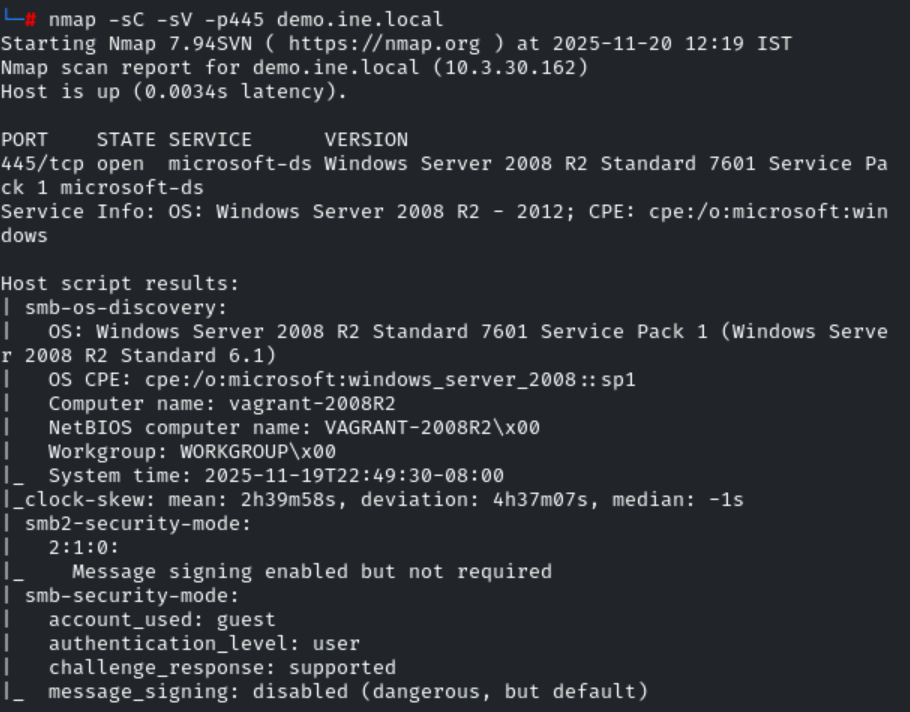 └─# nmap -sC -sV -p445 demo.ine.local
Starting Nmap 7.94SVN ( https://nmap.org ) at 2025-11-20 12:19 IST
Nmap scan report for demo.ine.local (10.3.30.162)
Host is up (0.0034s latency).

PORT    STATE SERVICE      VERSION
445/tcp open  microsoft-ds Windows Server 2008 R2 Standard 7601 Service Pa
ck 1 microsoft-ds
Service Info: OS: Windows Server 2008 R2 - 2012; CPE: cpe:/o:microsoft:win
dows

Host script results:
| smb-os-discovery:
|   OS: Windows Server 2008 R2 Standard 7601 Service Pack 1 (Windows Serve
r 2008 R2 Standard 6.1)
|   OS CPE: cpe:/o:microsoft:windows_server_2008::sp1
|   Computer name: vagrant-2008R2
|   NetBIOS computer name: VAGRANT-2008R2\x00
|   Workgroup: WORKGROUP\x00
|_  System time: 2025-11-19T22:49:30-08:00
|_clock-skew: mean: 2h39m58s, deviation: 4h37m07s, median: -1s
| smb2-security-mode:
|   2:1:0:
|_    Message signing enabled but not required
| smb-security-mode:
|   account_used: guest
|   authentication_level: user
|   challenge_response: supported
|_  message_signing: disabled (dangerous, but default)